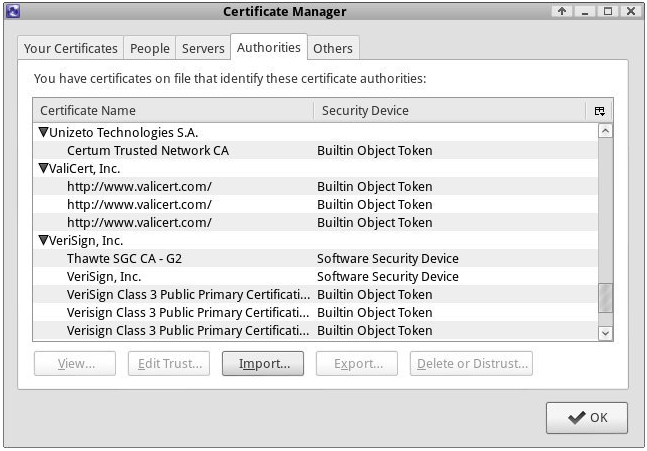 Certificate Manager
Your Certificates People Servers Authorities Others
You have certificates on file that identify these certificate authorities:
Certificate Name Security Device
Unizeto Technologies S.A.
Certum Trusted Network CA Builtin Object Token
ValiCert, Inc.
http://www.valicert.com/ Builtin Object Token
http://www.valicert.com/ Builtin Object Token
http://www.valicert.com/ Builtin Object Token
VeriSign, Inc.
Thawte SGC CA - G2 Software Security Device
VeriSign, Inc. Software Security Device
VeriSign Class 3 Public Primary Certificati... Builtin Object Token
Verisign Class 3 Public Primary Certificati... Builtin Object Token
Verisign Class 3 Public Primary Certificati... Builtin Object Token
View... Edit Trust... Import... Export... Delete or Distrust...
OK